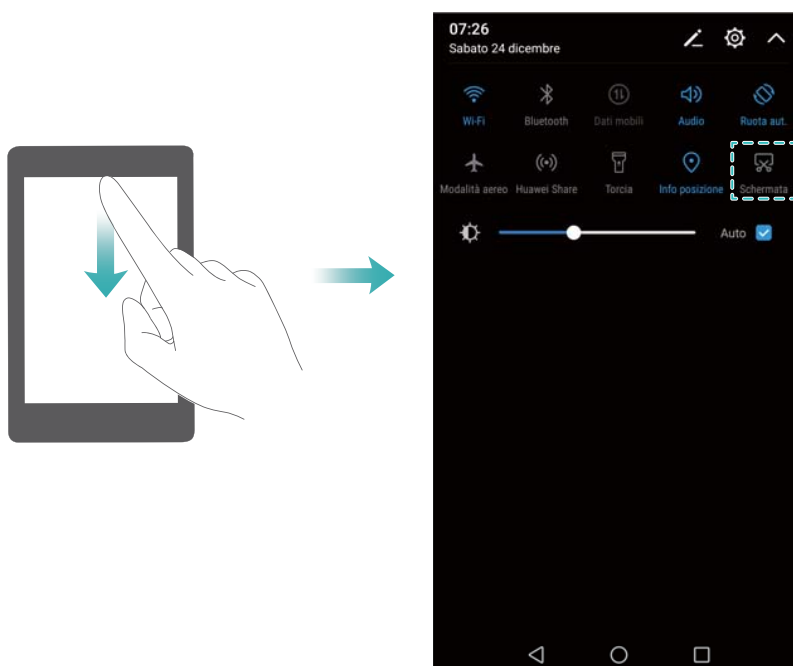 07:26
Sabato 24 dicembre
Wi-Fi Bluetooth Dati mobili Audio Ruota aut.
Modalità aereo Huawei Share Torcia Info posizione Schermata
Auto